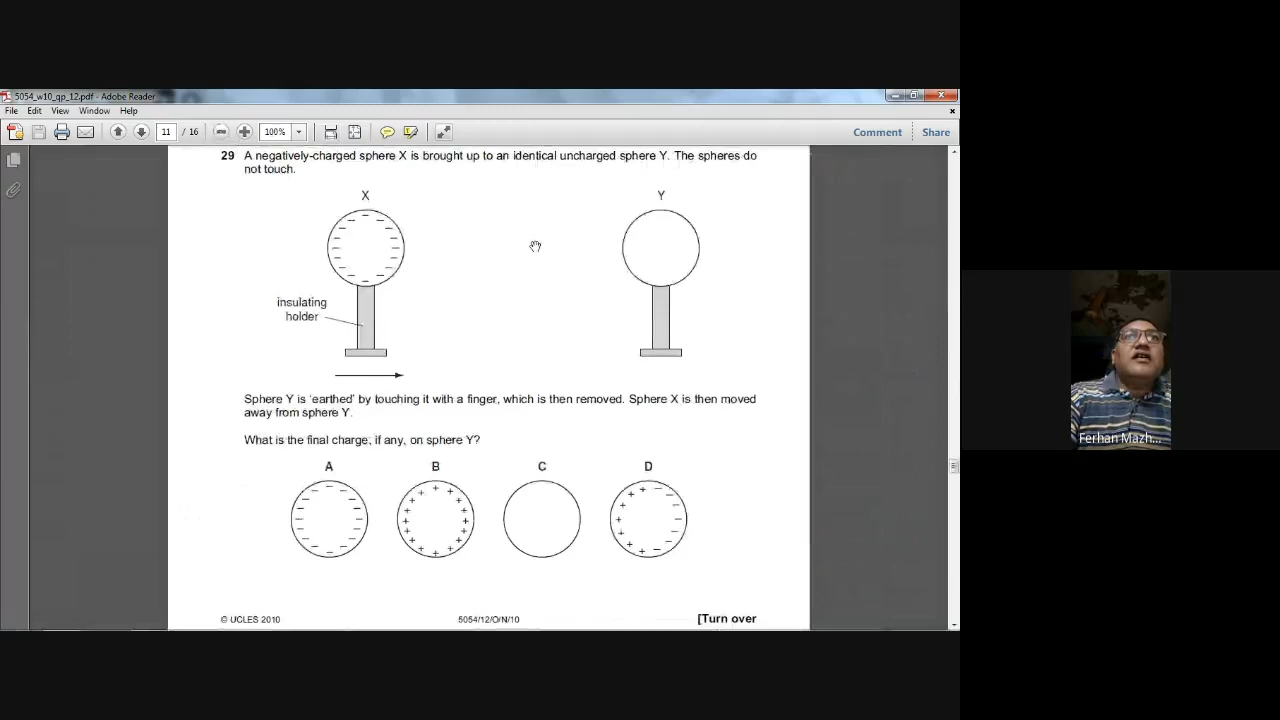 5054_w10_qp_12.pdf - Adobe Reader
File Edit View Window Help
11 / 16 100% Comment Share
29 A negatively-charged sphere X is brought up to an identical uncharged sphere Y. The spheres do
not touch.
X Y
insulating
holder
Sphere Y is 'earthed' by touching it with a finger, which is then removed. Sphere X is then moved
away from sphere Y.
What is the final charge, if any, on sphere Y?
A B C D
© UCLES 2010 5054/12/O/N/10 [Turn over
Ferhan Mazh...